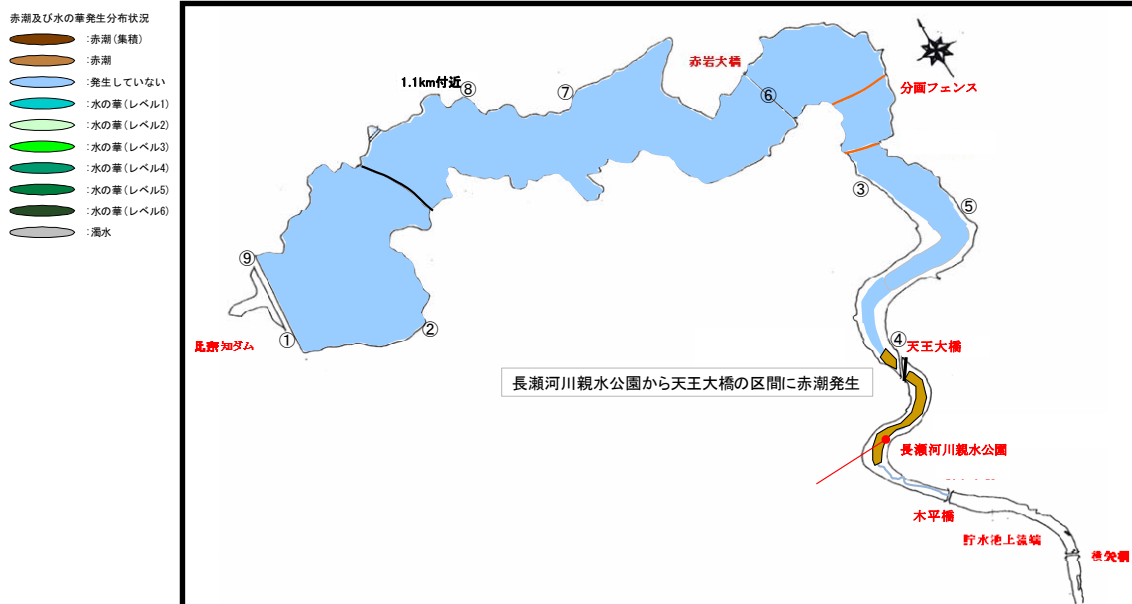 赤潮及び水の華発生分布状況
:赤潮(集積)
:赤潮
:発生していない
:水の華(レベル1)
:水の華(レベル2)
:水の華(レベル3)
:水の華(レベル4)
:水の華(レベル5)
:水の華(レベル6)
:濁水
赤岩大橋
分画フェンス
1.1km付近
⑧
⑦
⑥
③
⑤
⑨
①
②
比奈知ダム
④
天王大橋
長瀬河川親水公園から天王大橋の区間に赤潮発生
長瀬河川親水公園
木平橋
貯水池上流端